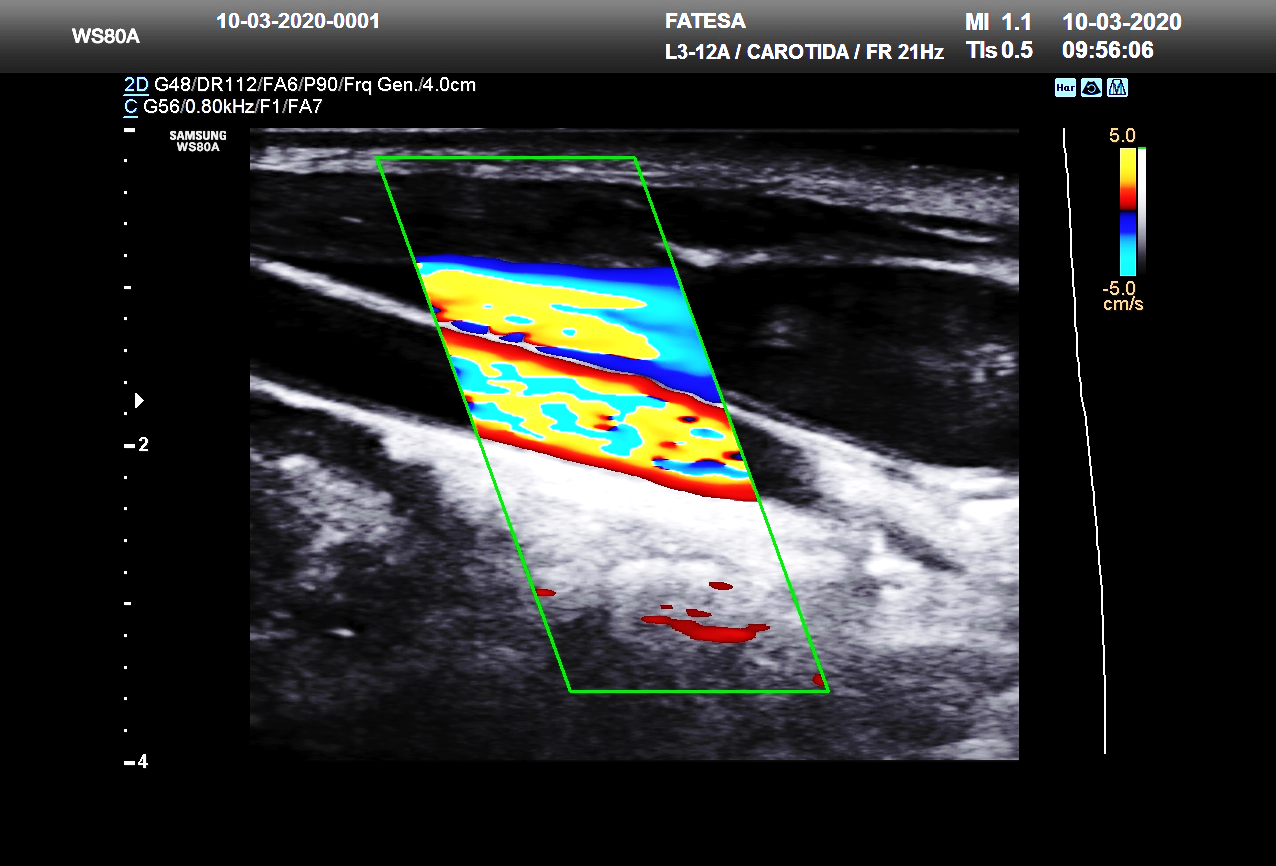 WS80A
10-03-2020-0001
FATESA
MI 1.1
10-03-2020
L3-12A / CAROTIDA / FR 21Hz
TIs 0.5
09:56:06
2D G48/DR112/FA6/P90/Frq Gen./4.0cm
C G56/0.80kHz/F1/FA7
Har
SAMSUNG
WS80A
5.0
-5.0
cm/s
2
4